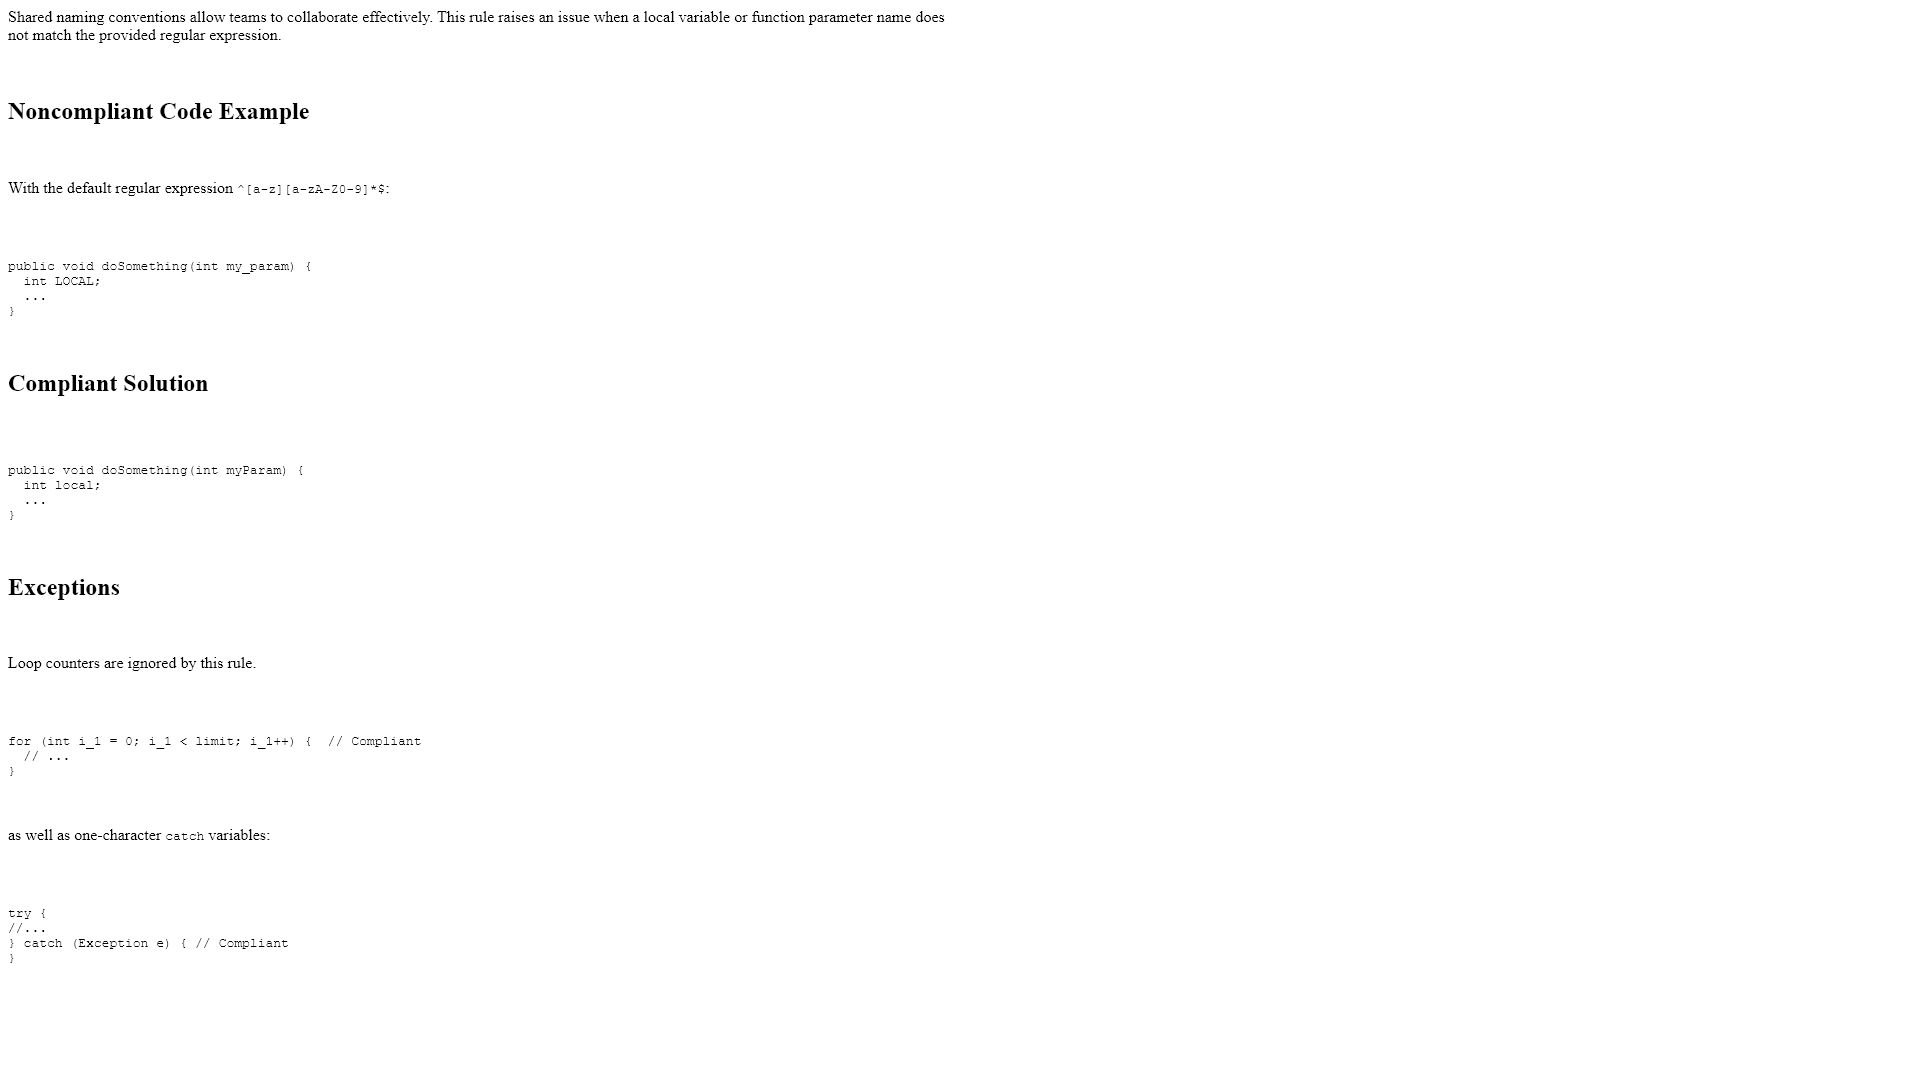 Shared naming conventions allow teams to collaborate effectively. This rule raises an issue when a local variable or function parameter name does
not match the provided regular expression.
Noncompliant Code Example
With the default regular expression ^[a-z][a-zA-Z0-9]*$:
public void doSomething(int my_param) {
  int LOCAL;
  ...
}
Compliant Solution
public void doSomething(int myParam) {
  int local;
  ...
}
Exceptions
Loop counters are ignored by this rule.
for (int i_1 = 0; i_1 < limit; i_1++) {  // Compliant
  // ...
}
as well as one-character catch variables:
try {
//...
} catch (Exception e) { // Compliant
}